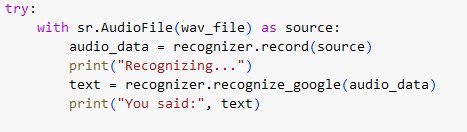 try:
    with sr.AudioFile(wav_file) as source:
        audio_data = recognizer.record(source)
        print("Recognizing...")
        text = recognizer.recognize_google(audio_data)
        print("You said:", text)